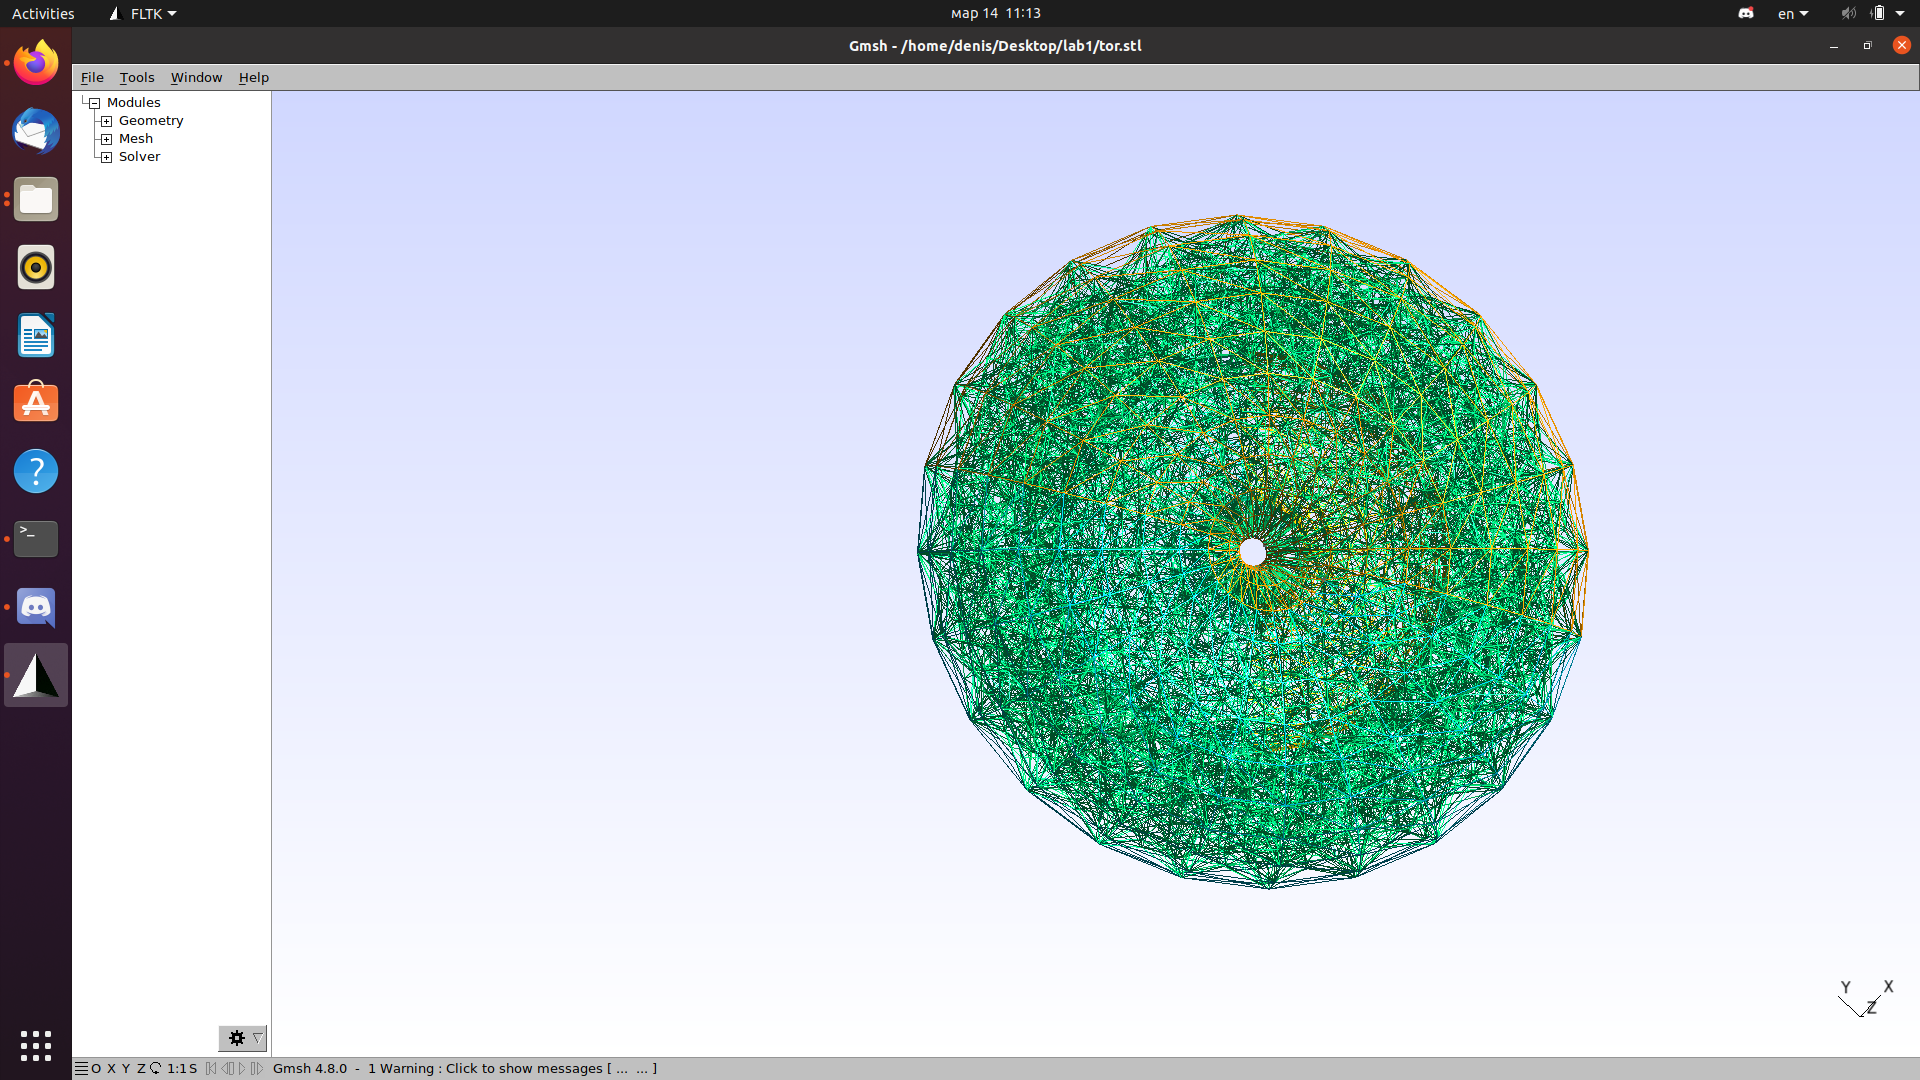 Activities FLTK мар 14 11:13 en
Gmsh - /home/denis/Desktop/lab1/tor.stl
File Tools Window Help
Modules
Geometry
Mesh
Solver
>_
?
Y X
Z
O X Y Z 1:1 S Gmsh 4.8.0 - 1 Warning : Click to show messages [ ... ... ]